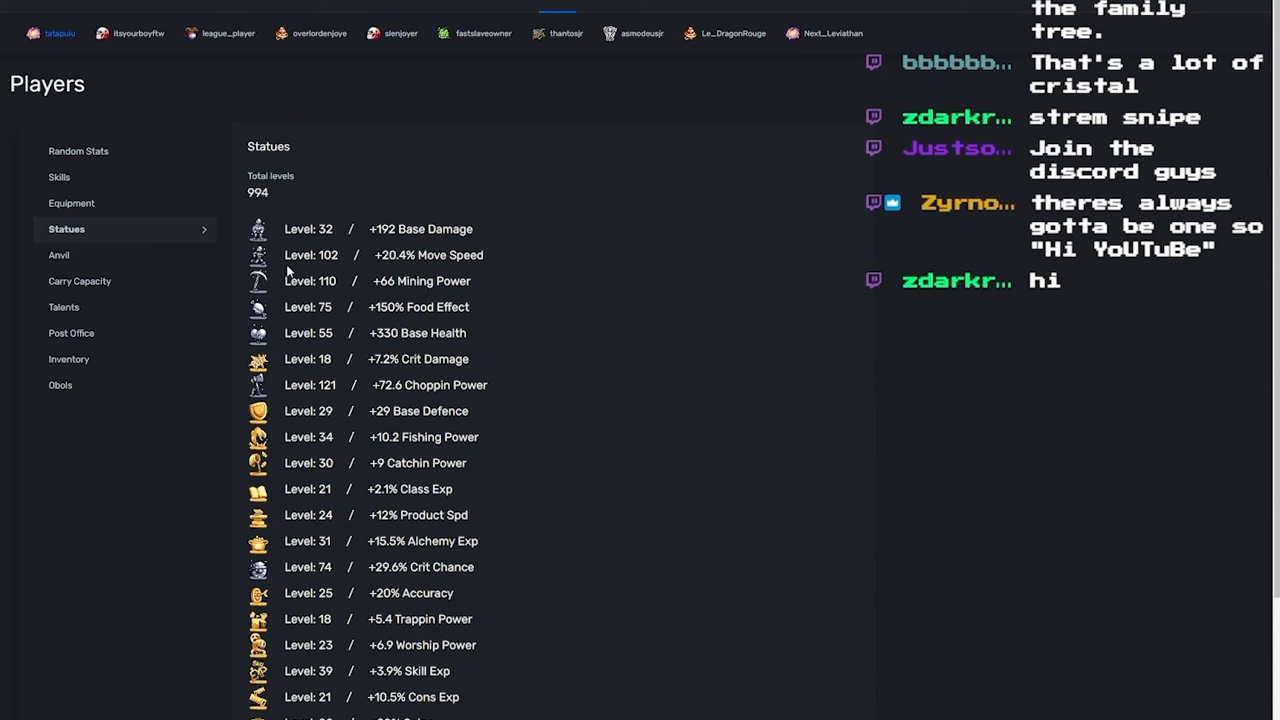 tatapuiu itsyourboyftw league_player overlordenjoye slenjoyer fastslaveowner thantosjr asmodeusjr Le_DragonRouge Next_Leviathan
Players
Random Stats
Skills
Equipment
Statues
Anvil
Carry Capacity
Talents
Post Office
Inventory
Obols
Statues
Total levels
994
Level: 32 / +192 Base Damage
Level: 102 / +20.4% Move Speed
Level: 110 / +66 Mining Power
Level: 75 / +150% Food Effect
Level: 55 / +330 Base Health
Level: 18 / +7.2% Crit Damage
Level: 121 / +72.6 Choppin Power
Level: 29 / +29 Base Defence
Level: 34 / +10.2 Fishing Power
Level: 30 / +9 Catchin Power
Level: 21 / +2.1% Class Exp
Level: 24 / +12% Product Spd
Level: 31 / +15.5% Alchemy Exp
Level: 74 / +29.6% Crit Chance
Level: 25 / +20% Accuracy
Level: 18 / +5.4 Trappin Power
Level: 23 / +6.9 Worship Power
Level: 39 / +3.9% Skill Exp
Level: 21 / +10.5% Cons Exp
the family
tree.
bbbbbb... That's a lot of
cristal
zdarkr... strem snipe
Justso... Join the
discord guys
Zyrno... theres always
gotta be one so
"Hi YoUTuBe"
zdarkr... hi